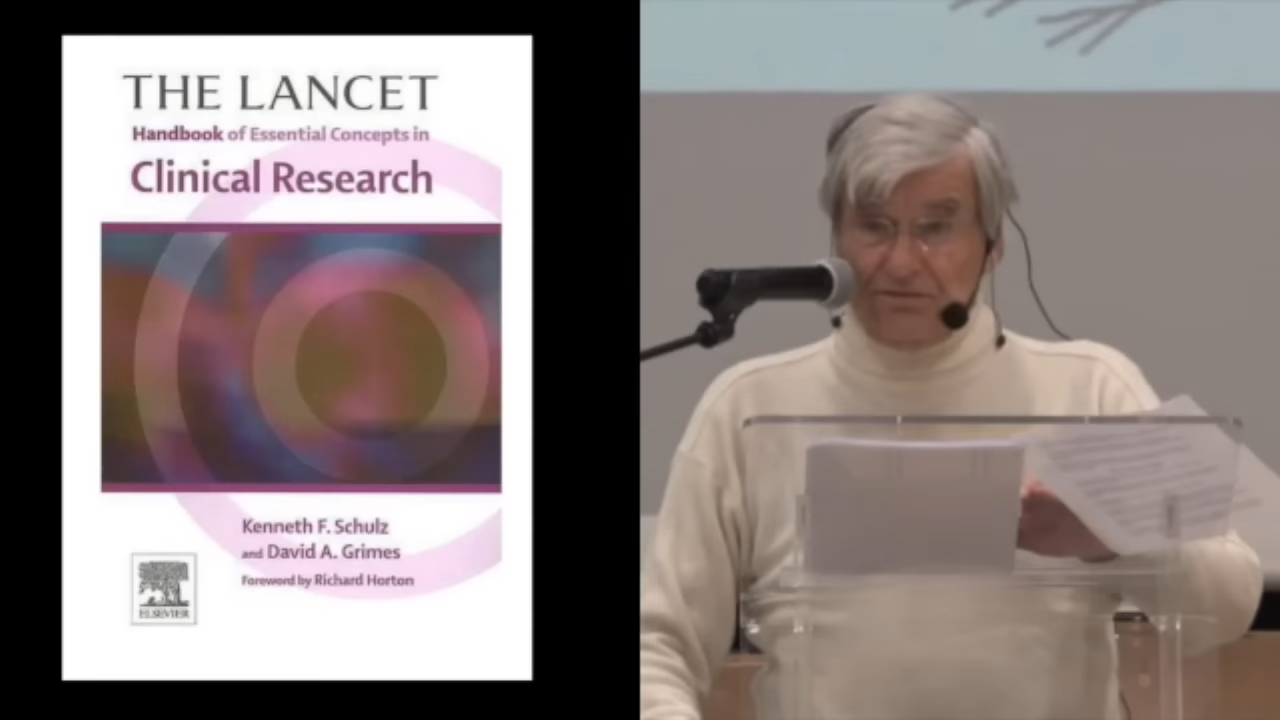 THE LANCET
Handbook of Essential Concepts in
Clinical Research
Kenneth F. Schulz
and David A. Grimes
Foreword by Richard Horton
ELSEVIER